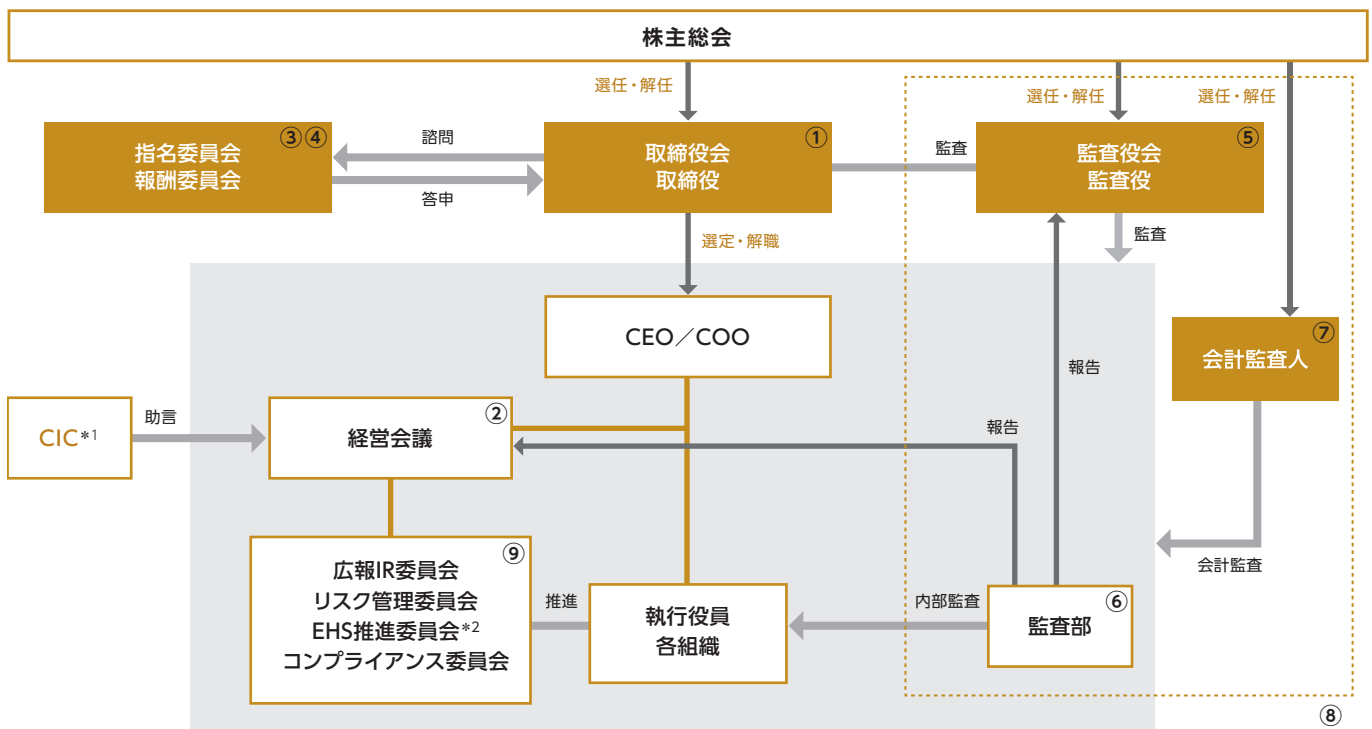 株主総会
選任・解任
選任・解任
選任・解任
③④
指名委員会
報酬委員会
諮問
答申
①
取締役会
取締役
監査
⑤
監査役会
監査役
選定・解職
監査
CEO／COO
報告
⑦
会計監査人
CIC*1
助言
②
経営会議
報告
⑨
広報IR委員会
リスク管理委員会
EHS推進委員会*2
コンプライアンス委員会
推進
執行役員
各組織
内部監査
⑥
監査部
会計監査
⑧